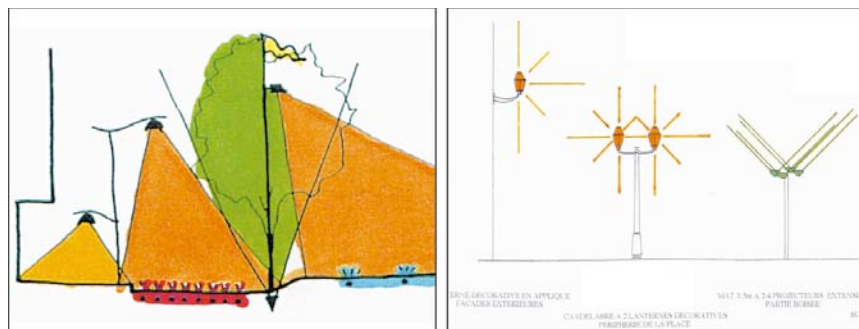 ERNE DECORATIVE EN APPLIQUE
FACADES EXTERIEURES
CANDELABRE A 2 LANTERNES DECORATIVES
PERIPHERIE DE LA PLACE
MAT 3.5m A 2-4 PROJECTEURS EXTENSI
PARTIE BOISEE